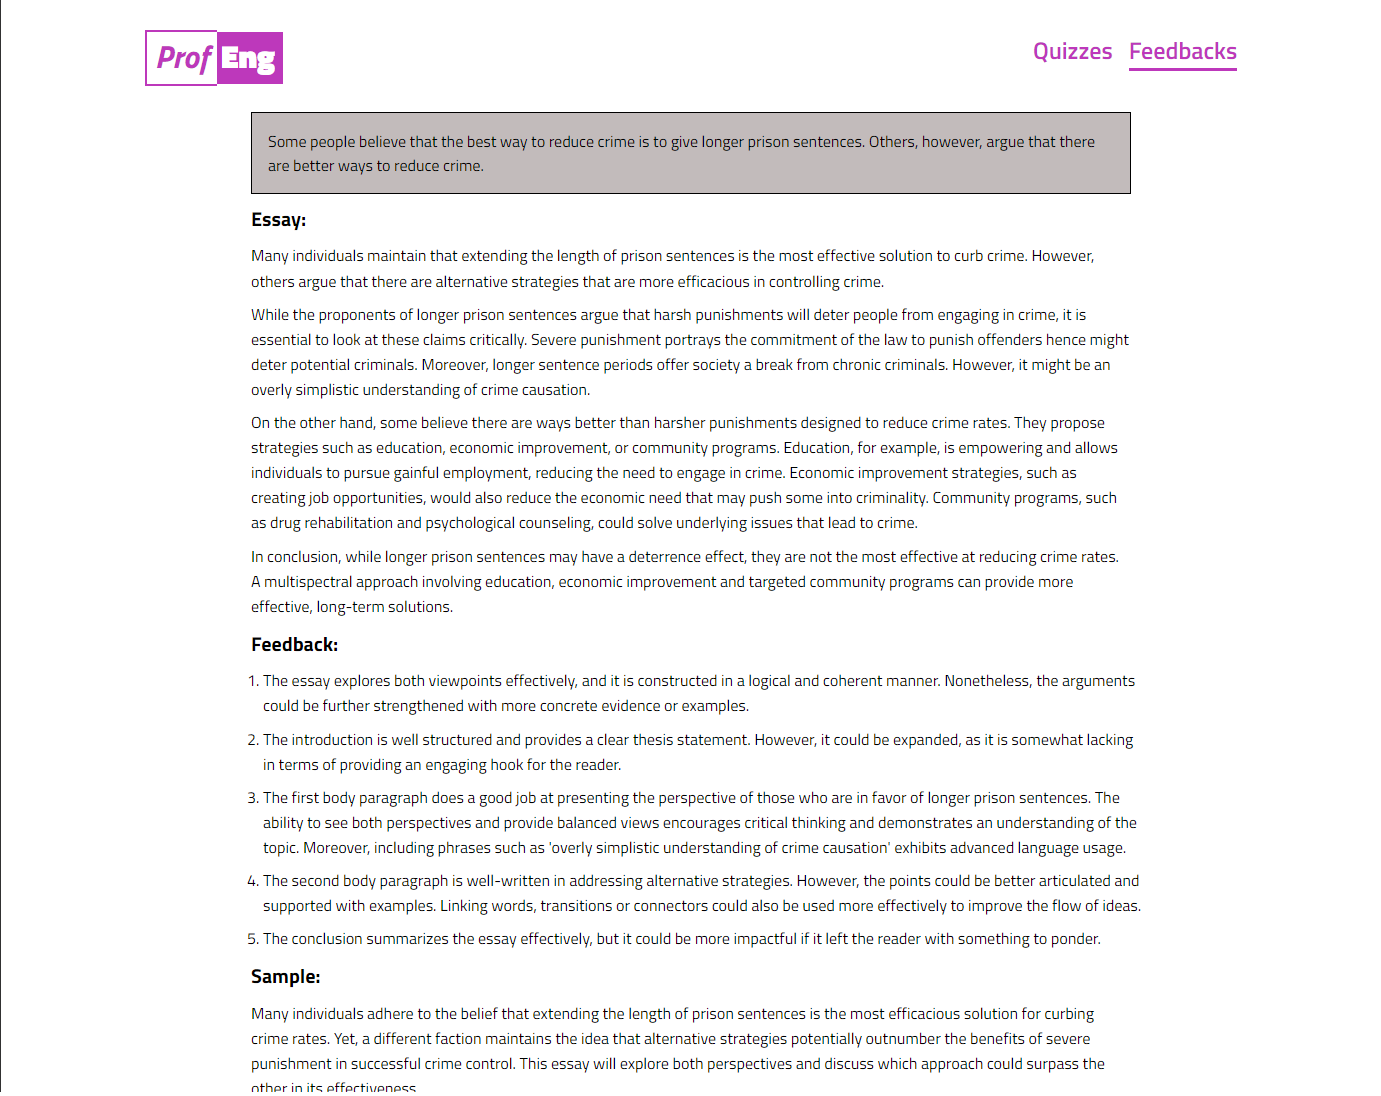 Prof Eng
Quizzes Feedbacks
Some people believe that the best way to reduce crime is to give longer prison sentences. Others, however, argue that there
are better ways to reduce crime.
Essay:
Many individuals maintain that extending the length of prison sentences is the most effective solution to curb crime. However,
others argue that there are alternative strategies that are more efficacious in controlling crime.
While the proponents of longer prison sentences argue that harsh punishments will deter people from engaging in crime, it is
essential to look at these claims critically. Severe punishment portrays the commitment of the law to punish offenders hence might
deter potential criminals. Moreover, longer sentence periods offer society a break from chronic criminals. However, it might be an
overly simplistic understanding of crime causation.
On the other hand, some believe there are ways better than harsher punishments designed to reduce crime rates. They propose
strategies such as education, economic improvement, or community programs. Education, for example, is empowering and allows
individuals to pursue gainful employment, reducing the need to engage in crime. Economic improvement strategies, such as
creating job opportunities, would also reduce the economic need that may push some into criminality. Community programs, such
as drug rehabilitation and psychological counseling, could solve underlying issues that lead to crime.
In conclusion, while longer prison sentences may have a deterrence effect, they are not the most effective at reducing crime rates.
A multispectral approach involving education, economic improvement and targeted community programs can provide more
effective, long-term solutions.
Feedback:
1. The essay explores both viewpoints effectively, and it is constructed in a logical and coherent manner. Nonetheless, the arguments
could be further strengthened with more concrete evidence or examples.
2. The introduction is well structured and provides a clear thesis statement. However, it could be expanded, as it is somewhat lacking
in terms of providing an engaging hook for the reader.
3. The first body paragraph does a good job at presenting the perspective of those who are in favor of longer prison sentences. The
ability to see both perspectives and provide balanced views encourages critical thinking and demonstrates an understanding of the
topic. Moreover, including phrases such as 'overly simplistic understanding of crime causation' exhibits advanced language usage.
4. The second body paragraph is well-written in addressing alternative strategies. However, the points could be better articulated and
supported with examples. Linking words, transitions or connectors could also be used more effectively to improve the flow of ideas.
5. The conclusion summarizes the essay effectively, but it could be more impactful if it left the reader with something to ponder.
Sample:
Many individuals adhere to the belief that extending the length of prison sentences is the most efficacious solution for curbing
crime rates. Yet, a different faction maintains the idea that alternative strategies potentially outnumber the benefits of severe
punishment in successful crime control. This essay will explore both perspectives and discuss which approach could surpass the
other in its effectiveness